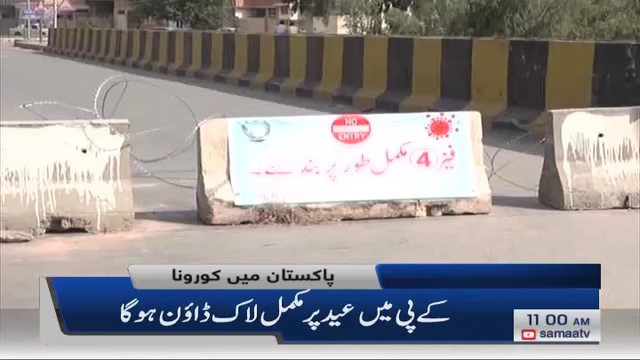 NO
ENTRY
فیز 4 مکمل طور پر بند ہے۔
پاکستان میں کورونا
کے پی میں عید پر مکمل لاک ڈاؤن ہوگا
11:00 AM
samaatv